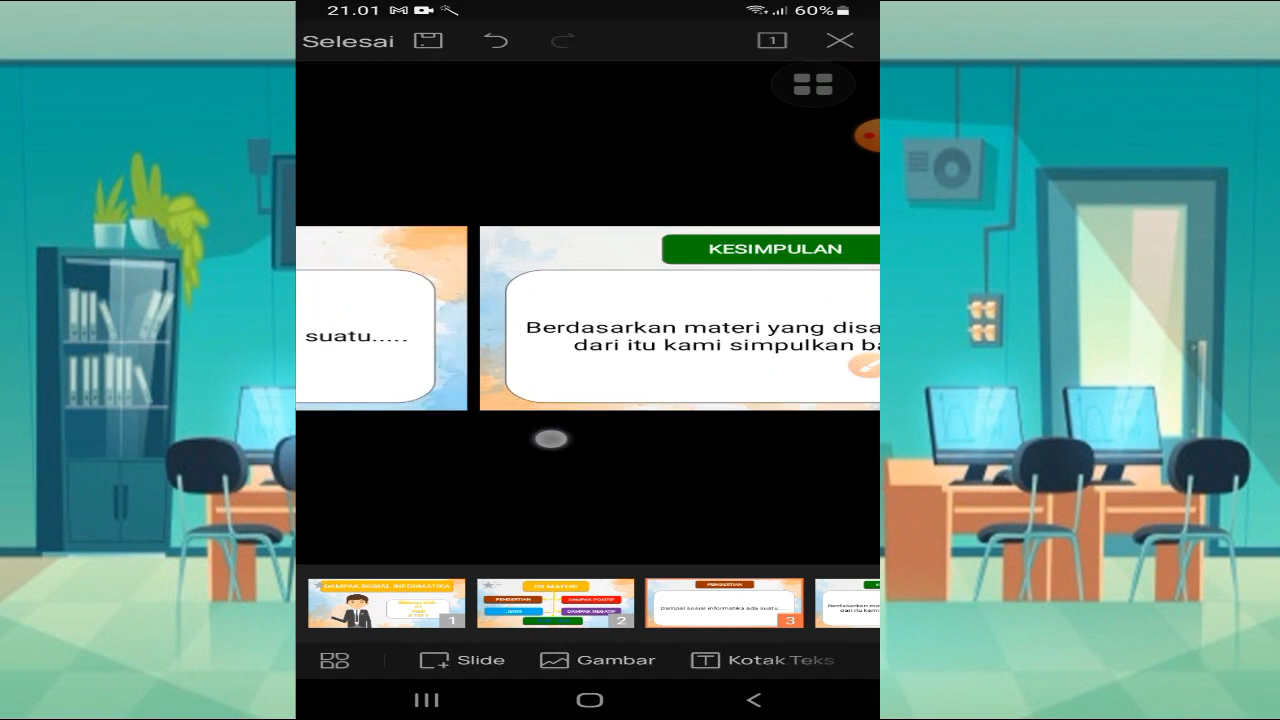 21.01
60%
Selesai
1
KESIMPULAN
suatu.....
Berdasarkan materi yang disa
dari itu kami simpulkan ba
DAMPAK SOSIAL INFORMATIKA
1
ISI MATERI
PENGERTIAN
DAMPAK POSITIF
JENIS
DAMPAK NEGATIF
2
PENGERTIAN
Dampak sosial informatika ada suatu.....
3
Berdasarkan ma
dari itu kami
Slide
Gambar
Kotak Teks